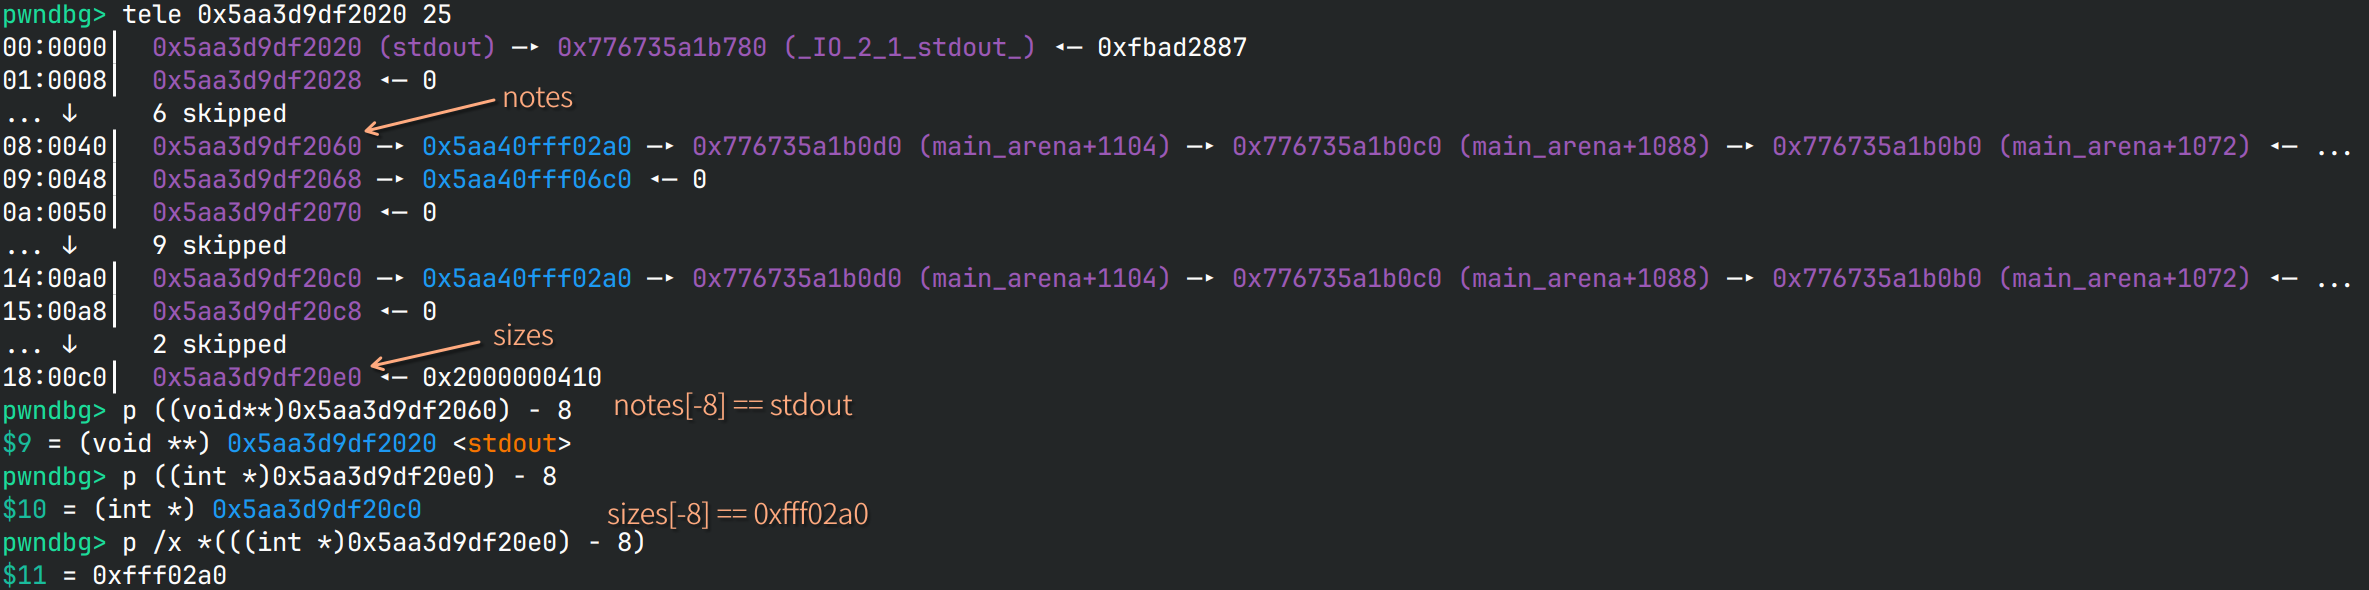 pwndbg> tele 0x5aa3d9df2020 25
00:0000│ 0x5aa3d9df2020 (stdout) —▸ 0x776735a1b780 (_IO_2_1_stdout_) ◂— 0xfbad2887
01:0008│ 0x5aa3d9df2028 ◂— 0
notes
... ↓ 6 skipped
08:0040│ 0x5aa3d9df2060 —▸ 0x5aa40fff02a0 —▸ 0x776735a1b0d0 (main_arena+1104) —▸ 0x776735a1b0c0 (main_arena+1088) —▸ 0x776735a1b0b0 (main_arena+1072) ◂— ...
09:0048│ 0x5aa3d9df2068 —▸ 0x5aa40fff06c0 ◂— 0
0a:0050│ 0x5aa3d9df2070 ◂— 0
... ↓ 9 skipped
14:00a0│ 0x5aa3d9df20c0 —▸ 0x5aa40fff02a0 —▸ 0x776735a1b0d0 (main_arena+1104) —▸ 0x776735a1b0c0 (main_arena+1088) —▸ 0x776735a1b0b0 (main_arena+1072) ◂— ...
15:00a8│ 0x5aa3d9df20c8 ◂— 0
sizes
... ↓ 2 skipped
18:00c0│ 0x5aa3d9df20e0 ◂— 0x2000000410
pwndbg> p ((void**)0x5aa3d9df2060) - 8
notes[-8] == stdout
$9 = (void **) 0x5aa3d9df2020 <stdout>
pwndbg> p ((int *)0x5aa3d9df20e0) - 8
$10 = (int *) 0x5aa3d9df20c0
sizes[-8] == 0xfff02a0
pwndbg> p /x *(((int *)0x5aa3d9df20e0) - 8)
$11 = 0xfff02a0